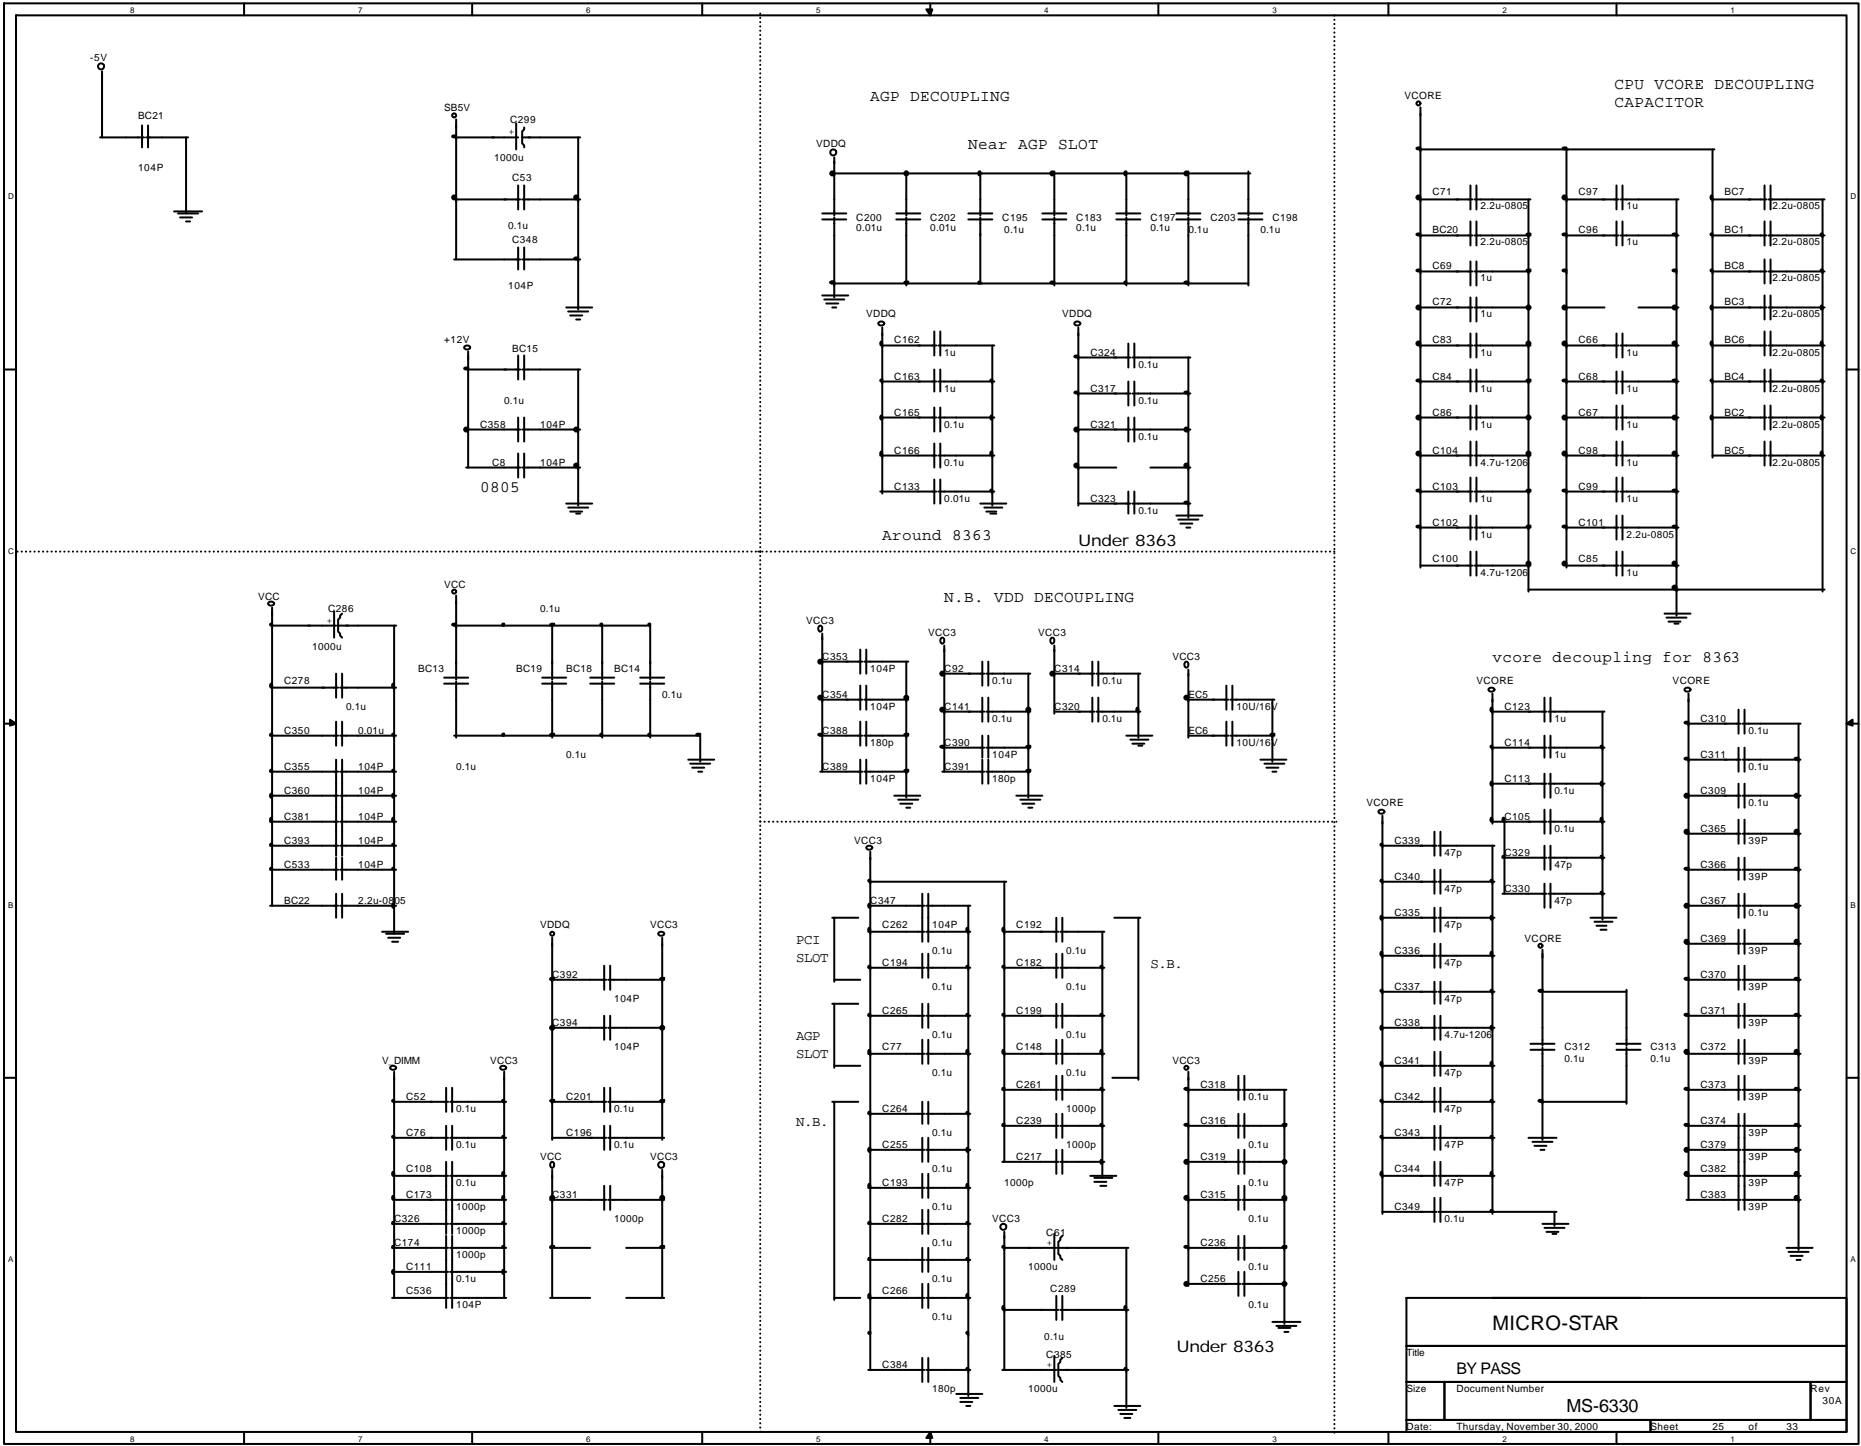 8 7 6 5 4 3 2 1
D
C
B
A
-5V
BC21
104P
SB5V
C299
+
1000u
C53
0.1u
C348
104P
+12V
BC15
0.1u
C358 104P
C8 104P
0805
AGP DECOUPLING
Near AGP SLOT
VDDQ
C200 0.01u
C202 0.01u
C195 0.1u
C183 0.1u
C197 0.1u
C203 0.1u
C198 0.1u
VDDQ
C162 1u
C163 1u
C165 0.1u
C166 0.1u
C133 0.01u
Around 8363
VDDQ
C324 0.1u
C317 0.1u
C321 0.1u
C323 0.1u
Under 8363
CPU VCORE DECOUPLING
CAPACITOR
VCORE
C71 2.2u-0805
BC20 2.2u-0805
C69 1u
C72 1u
C83 1u
C84 1u
C86 1u
C104 4.7u-1206
C103 1u
C102 1u
C100 4.7u-1206
C97 1u
C96 1u
C66 1u
C68 1u
C67 1u
C98 1u
C99 1u
C101 2.2u-0805
C85 1u
BC7 2.2u-0805
BC1 2.2u-0805
BC8 2.2u-0805
BC3 2.2u-0805
BC6 2.2u-0805
BC4 2.2u-0805
BC2 2.2u-0805
BC5 2.2u-0805
VCC
C286
+
1000u
C278 0.1u
C350 0.01u
C355 104P
C360 104P
C381 104P
C393 104P
C533 104P
BC22 2.2u-0805
VCC
0.1u
BC13 BC19 BC18 BC14
0.1u
0.1u
0.1u
N.B. VDD DECOUPLING
VCC3
C353 104P
C354 104P
C388 180p
C389 104P
VCC3
C92 0.1u
C141 0.1u
C390 104P
C391 180p
VCC3
C314 0.1u
C320 0.1u
VCC3
EC5 10U/16V
EC6 10U/16V
vcore decoupling for 8363
VCORE
C123 1u
C114 1u
C113 0.1u
C105 0.1u
C329 47p
C330 47p
VCORE
C310 0.1u
C311 0.1u
C309 0.1u
C365 39P
C366 39P
C367 0.1u
C369 39P
C370 39P
C371 39P
C372 39P
C373 39P
C374 39P
C379 39P
C382 39P
C383 39P
VCORE
C339 47p
C340 47p
C335 47p
C336 47p
C337 47p
C338 4.7u-1206
C341 47p
C342 47p
C343 47P
C344 47P
C349 0.1u
VCORE
C312 0.1u
C313 0.1u
VDDQ VCC3
C392 104P
C394 104P
C201 0.1u
C196 0.1u
VCC VCC3
C331 1000p
V_DIMM VCC3
C52 0.1u
C76 0.1u
C108 0.1u
C173 1000p
C326 1000p
C174 1000p
C111 0.1u
C536 104P
VCC3
C347 104P
PCI
SLOT
C262 0.1u
C194 0.1u
AGP
SLOT
C265 0.1u
C77 0.1u
N.B.
C264 0.1u
C255 0.1u
C193 0.1u
C282 0.1u
0.1u
C266 0.1u
C384 180p
S.B.
C192 0.1u
C182 0.1u
C199 0.1u
C148 0.1u
C261 1000p
C239 1000p
C217 1000p
VCC3
C61
+
1000u
C289
0.1u
C385
+
1000u
VCC3
C318 0.1u
C316 0.1u
C319 0.1u
C315 0.1u
C236 0.1u
C256 0.1u
Under 8363
MICRO-STAR
Title
BY PASS
Size Document Number Rev
MS-6330 30A
Date: Thursday, November 30, 2000 Sheet 25 of 33
8 7 6 5 4 3 2 1
D
C
B
A